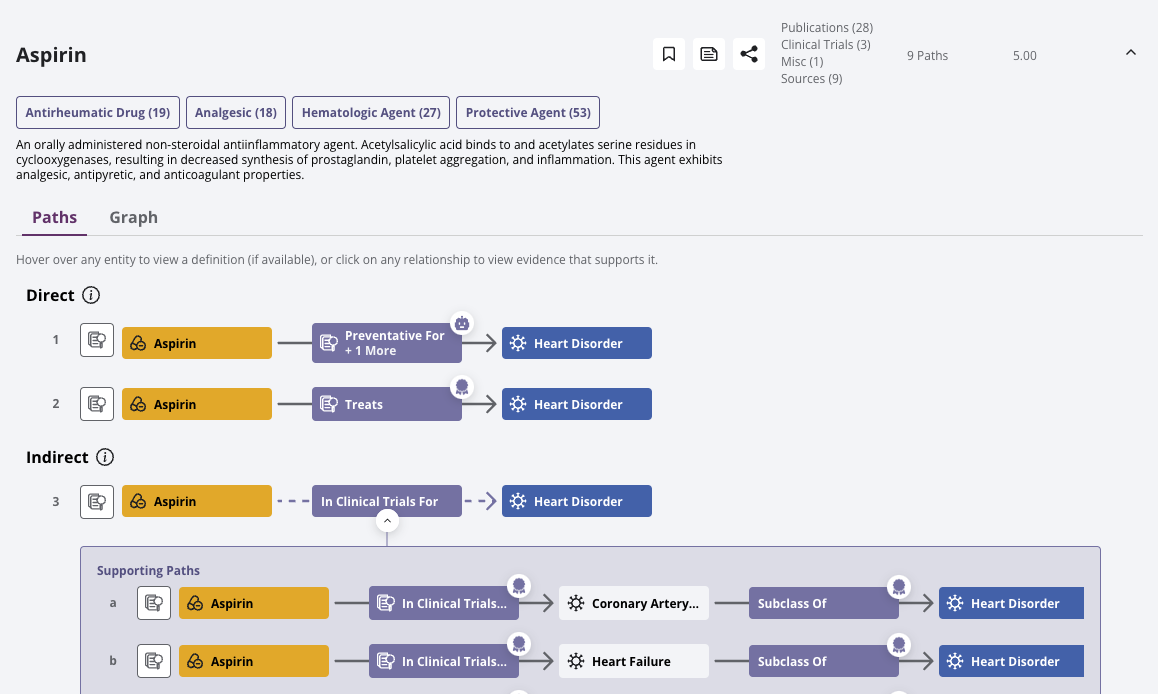 Aspirin
Publications (28)
Clinical Trials (3)
Misc (1)
Sources (9)
9 Paths
5.00
Antirheumatic Drug (19)
Analgesic (18)
Hematologic Agent (27)
Protective Agent (53)
An orally administered non-steroidal antiinflammatory agent. Acetylsalicylic acid binds to and acetylates serine residues in
cyclooxygenases, resulting in decreased synthesis of prostaglandin, platelet aggregation, and inflammation. This agent exhibits
analgesic, antipyretic, and anticoagulant properties.
Paths
Graph
Hover over any entity to view a definition (if available), or click on any relationship to view evidence that supports it.
Direct
1
Aspirin
Preventative For
+ 1 More
Heart Disorder
2
Aspirin
Treats
Heart Disorder
Indirect
3
Aspirin
In Clinical Trials For
Heart Disorder
Supporting Paths
a
Aspirin
In Clinical Trials...
Coronary Artery...
Subclass Of
Heart Disorder
b
Aspirin
In Clinical Trials...
Heart Failure
Subclass Of
Heart Disorder